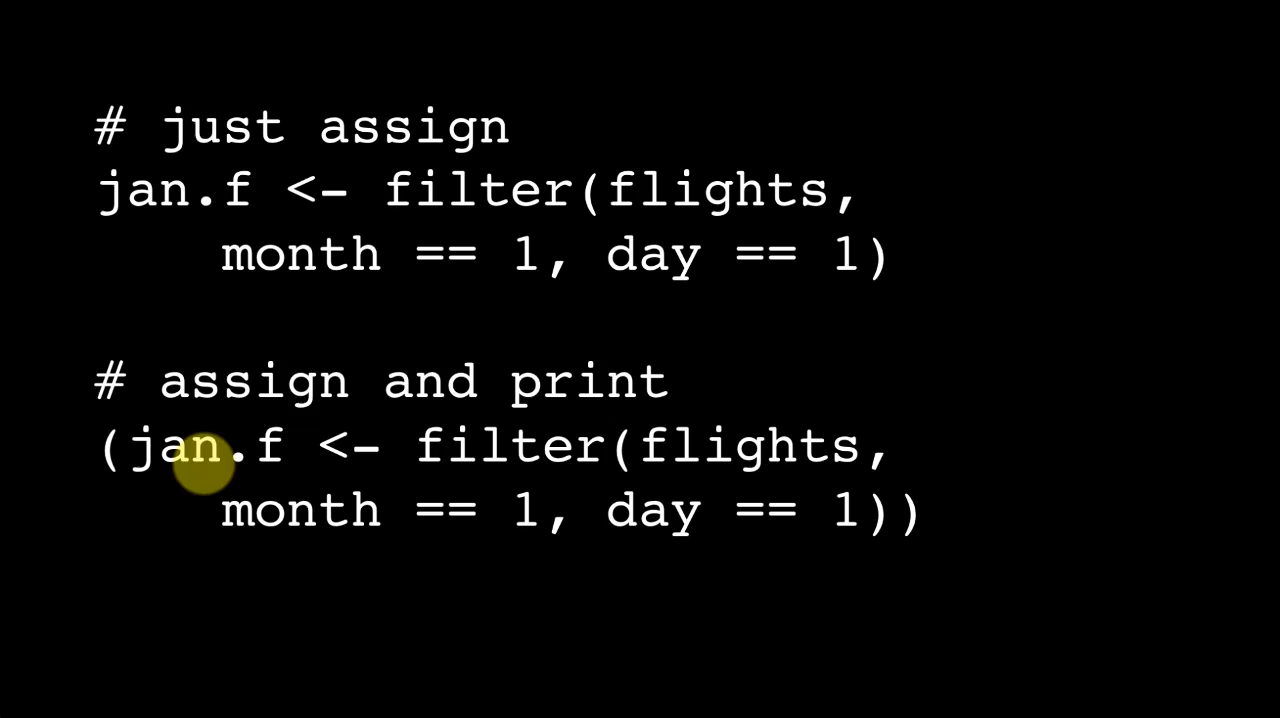 # just assign
jan.f <- filter(flights,
    month == 1, day == 1)
# assign and print
(jan.f <- filter(flights,
    month == 1, day == 1))